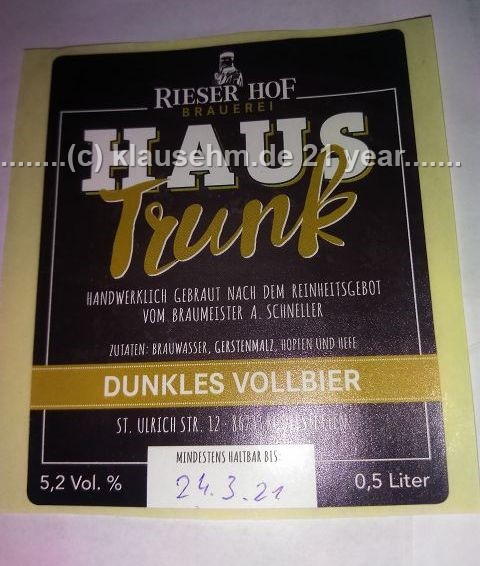 RIESER HOF
BRAUEREI
HAUS
.........(c) klausehm.de 21 year.......
Trunk
HANDWERKLICH GEBRAUT NACH DEM REINHEITSGEBOT
VOM BRAUMEISTER A. SCHNELLER
ZUTATEN: BRAUWASSER, GERSTENMALZ, HOPFEN UND HEFE
DUNKLES VOLLBIER
ST. ULRICH STR. 12 -
MINDESTENS HALTBAR BIS:
24.3.21
5,2 Vol. %
0,5 Liter